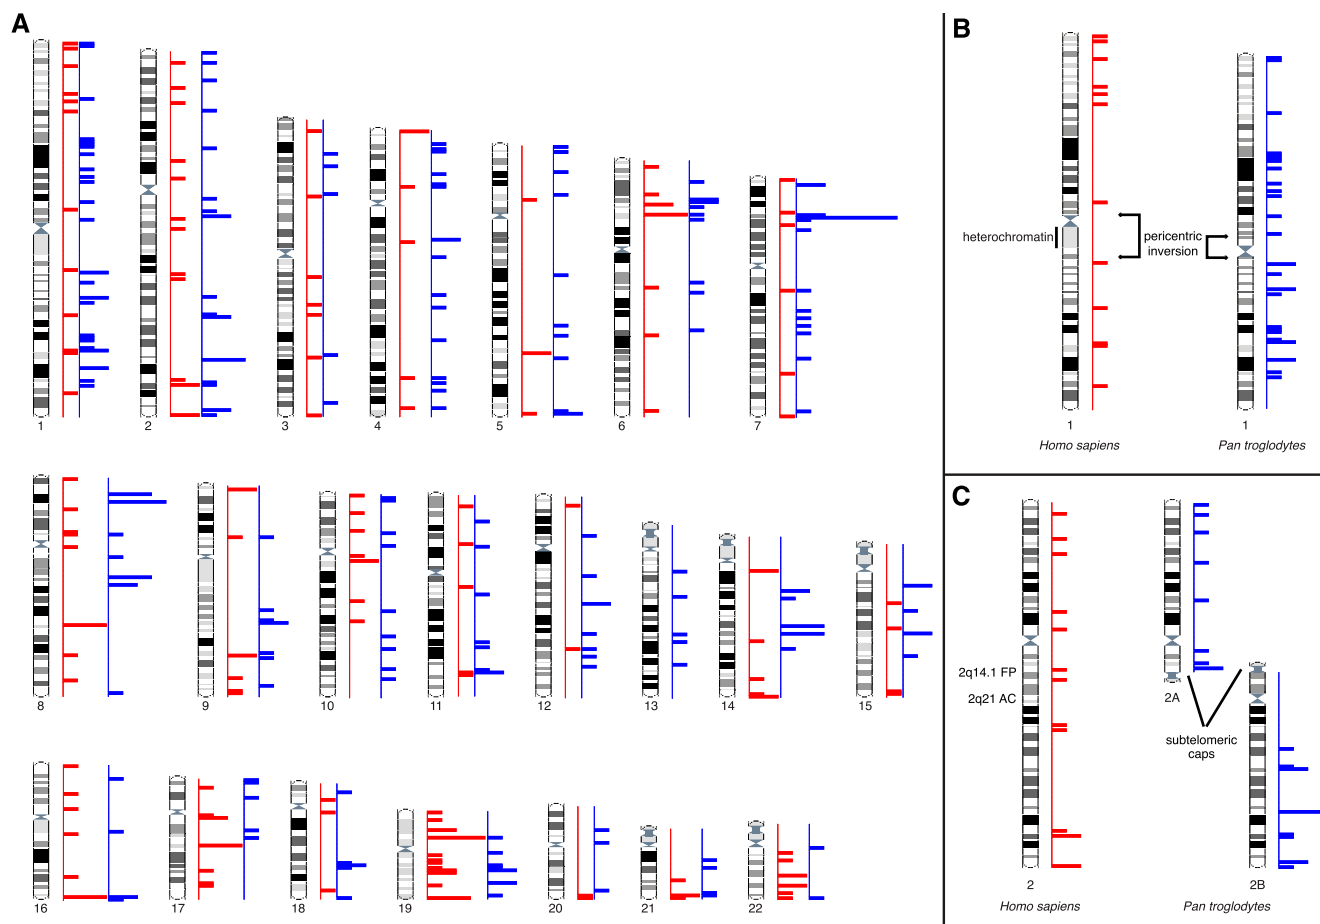 A
1
2
3
4
5
6
7
8
9
10
11
12
13
14
15
16
17
18
19
20
21
22
B
heterochromatin
pericentric
inversion
1
1
Homo sapiens
Pan troglodytes
C
2q14.1 FP
2q21 AC
2A
subtelomeric
caps
2
2B
Homo sapiens
Pan troglodytes